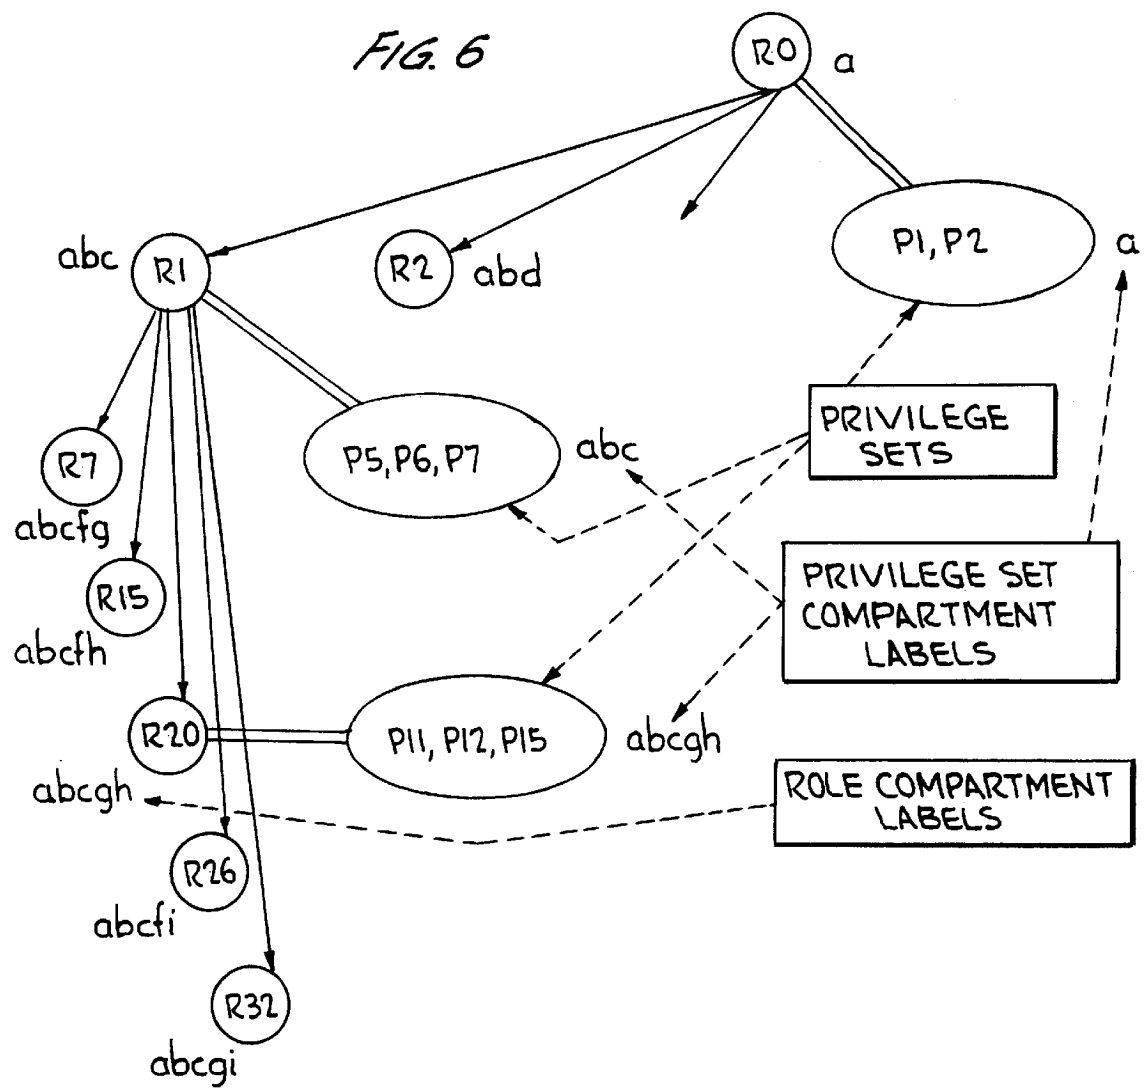 FIG. 6
R0
a
P1, P2
a
abc
R1
R2
abd
PRIVILEGE
SETS
P5, P6, P7
abc
R7
abcfg
R15
abcfh
PRIVILEGE SET
COMPARTMENT
LABELS
R20
P11, P12, P15
abcgh
abcgh
ROLE COMPARTMENT
LABELS
R26
abcfi
R32
abcgi